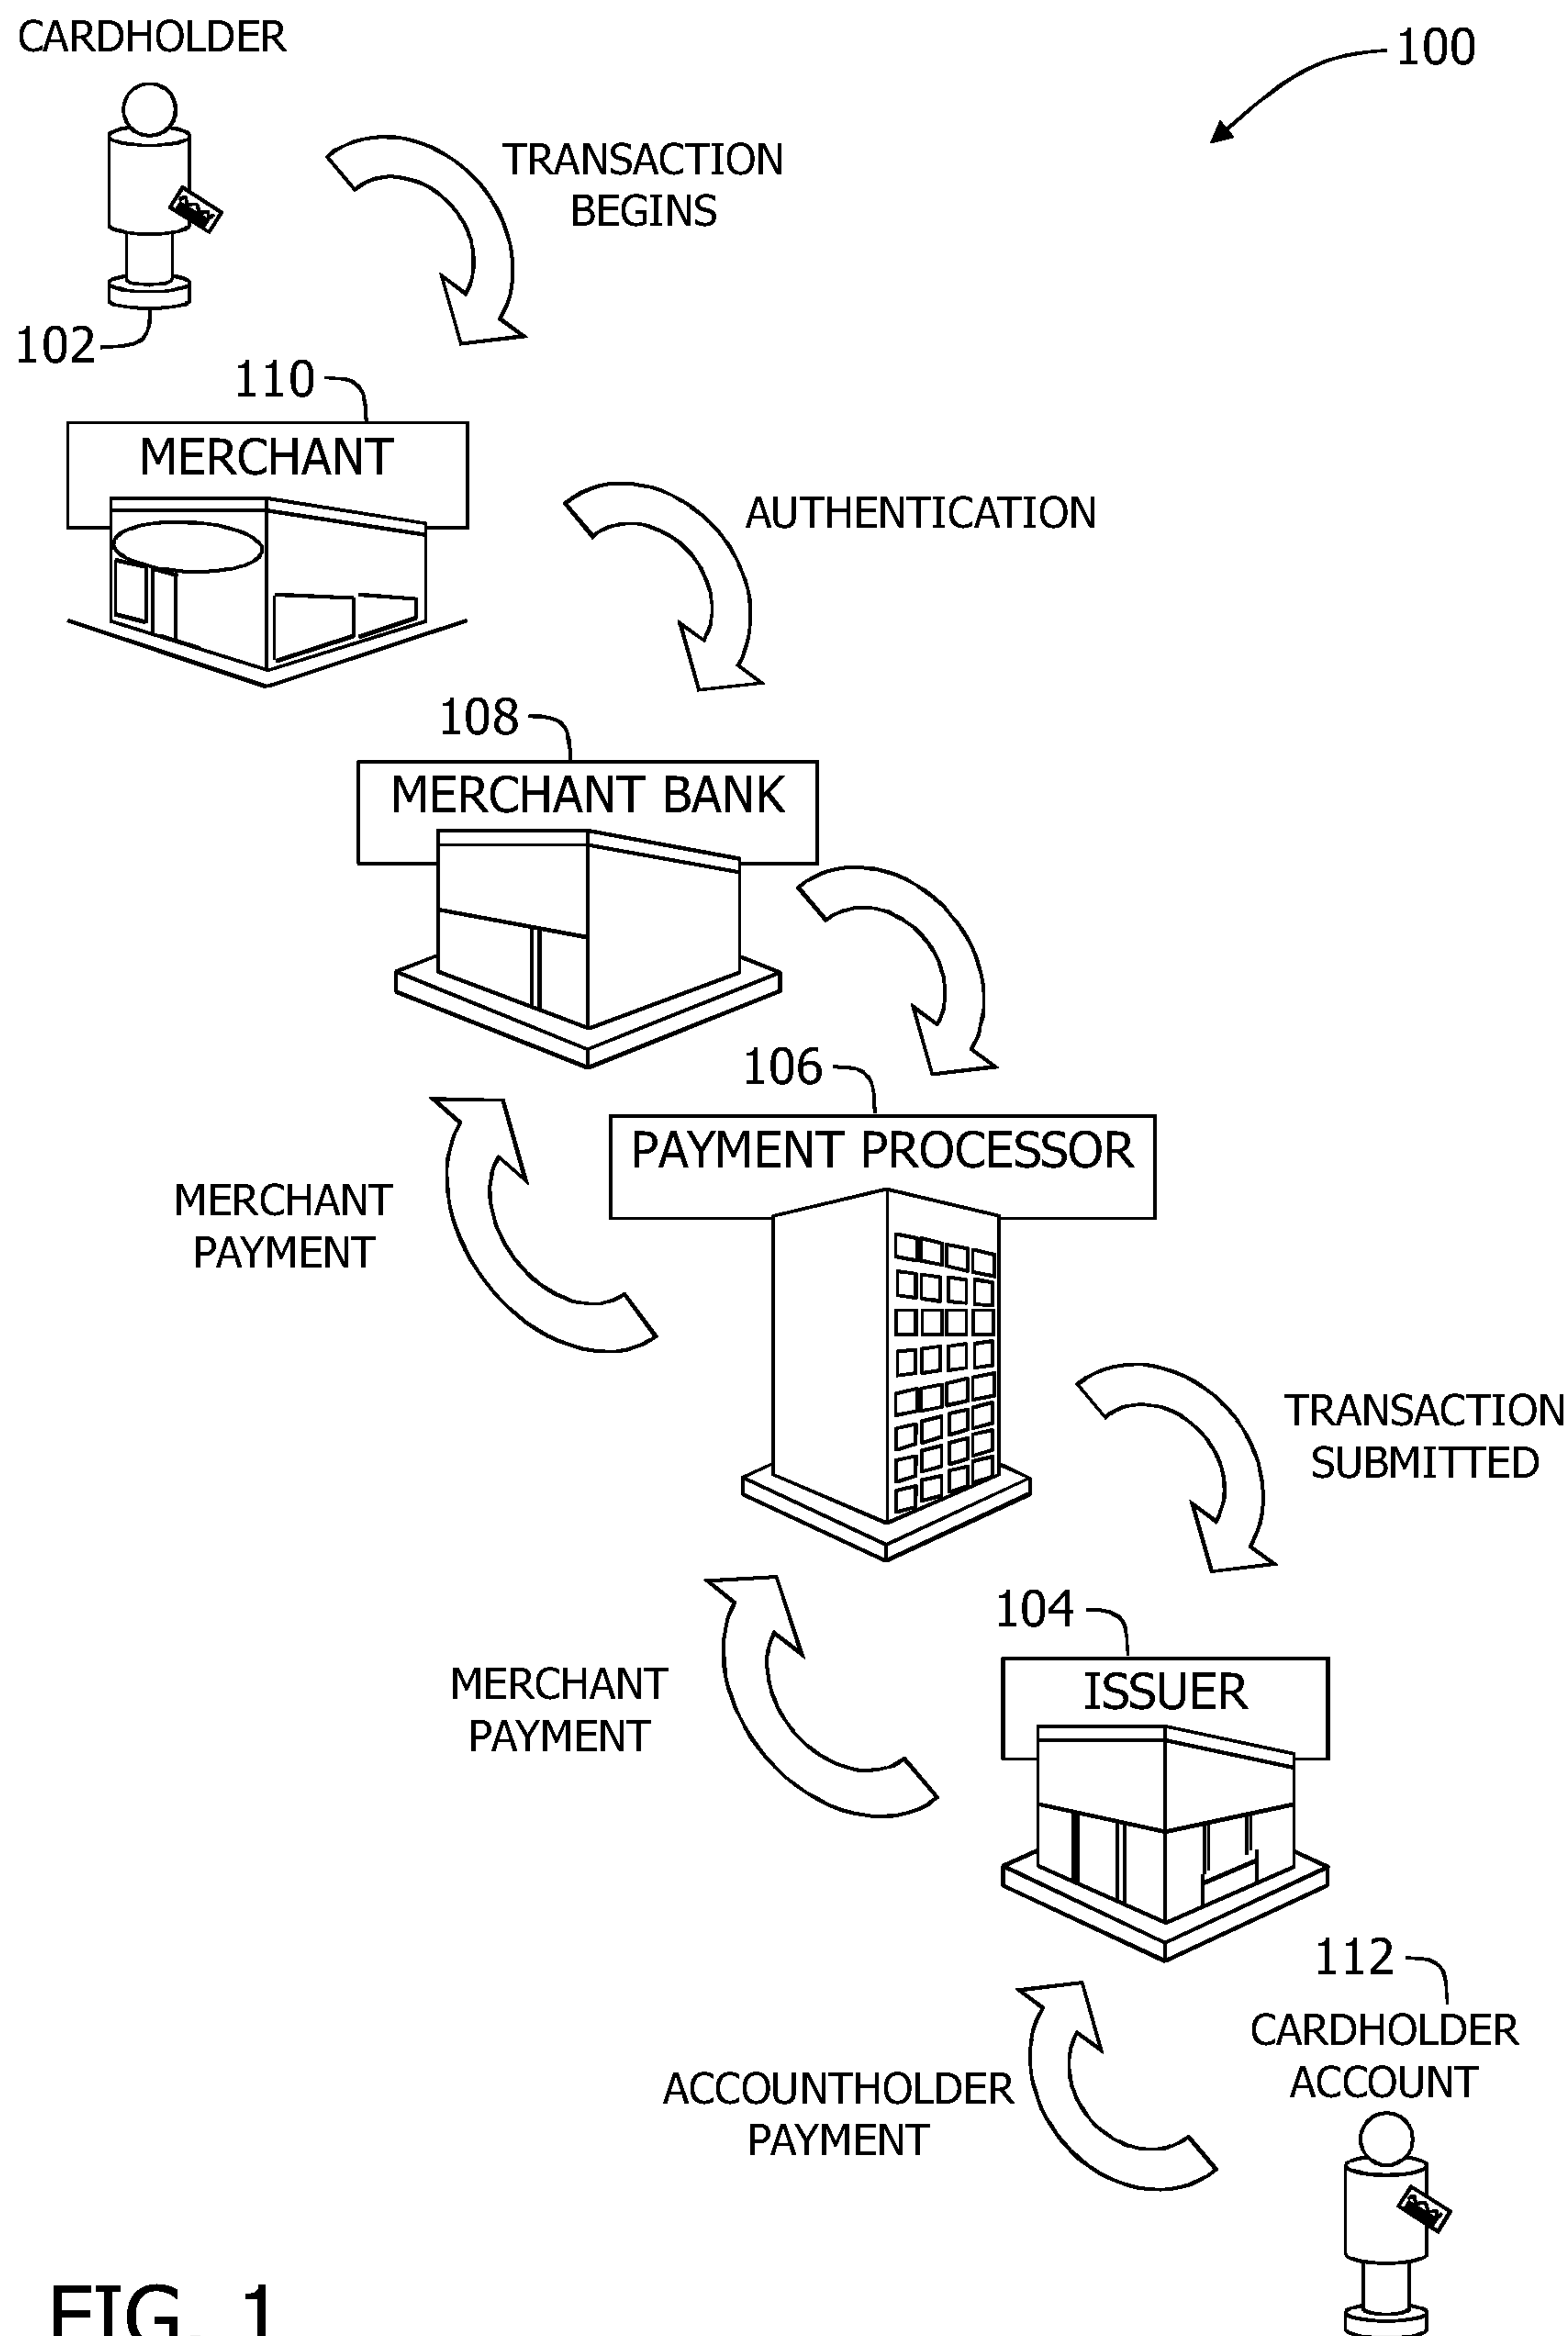 CARDHOLDER
100
TRANSACTION
BEGINS
102
110
MERCHANT
AUTHENTICATION
108
MERCHANT BANK
106
PAYMENT PROCESSOR
MERCHANT
PAYMENT
TRANSACTION
SUBMITTED
104
ISSUER
MERCHANT
PAYMENT
112
CARDHOLDER
ACCOUNT
ACCOUNTHOLDER
PAYMENT
FIG. 1